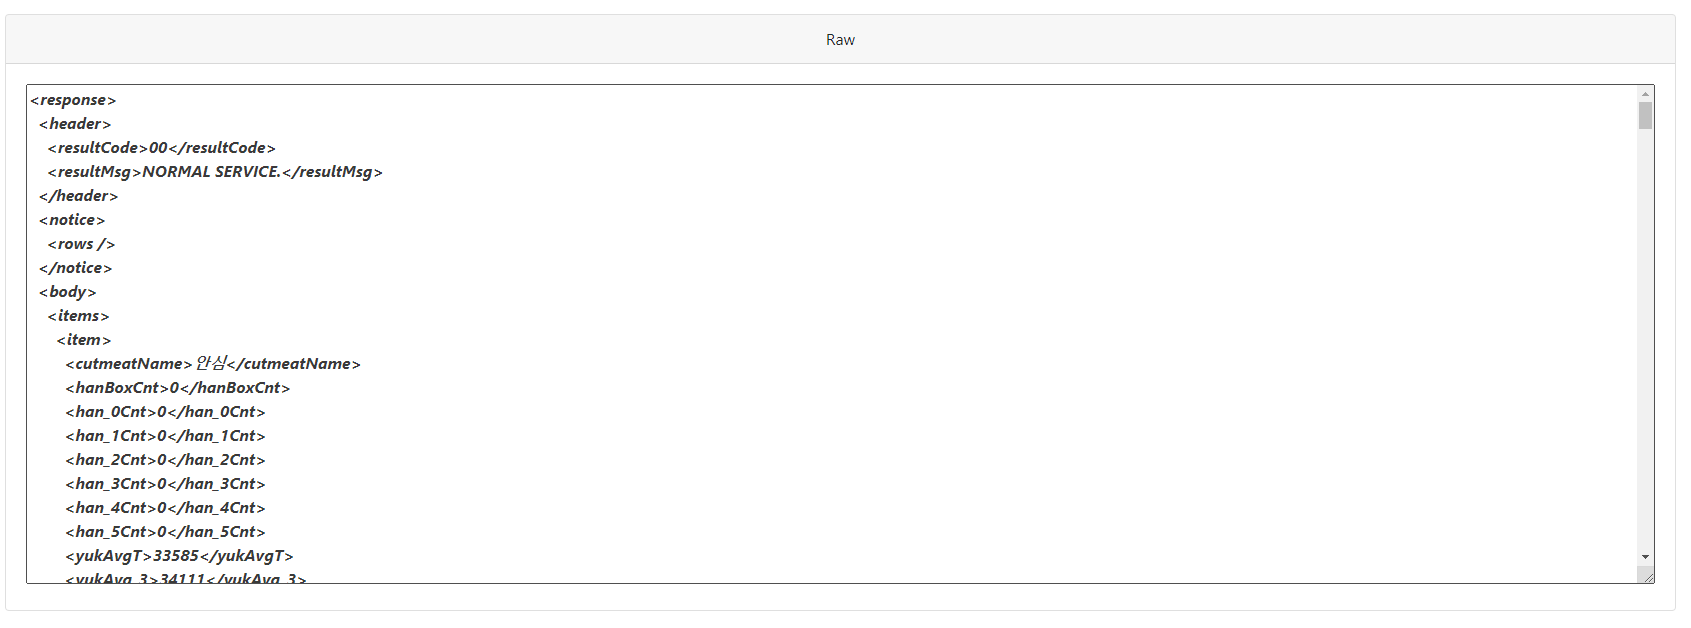 Raw
<response>
<header>
<resultCode>00</resultCode>
<resultMsg>NORMAL SERVICE.</resultMsg>
</header>
<notice>
<rows />
</notice>
<body>
<items>
<item>
<cutmeatName>안심</cutmeatName>
<hanBoxCnt>0</hanBoxCnt>
<han_0Cnt>0</han_0Cnt>
<han_1Cnt>0</han_1Cnt>
<han_2Cnt>0</han_2Cnt>
<han_3Cnt>0</han_3Cnt>
<han_4Cnt>0</han_4Cnt>
<han_5Cnt>0</han_5Cnt>
<yukAvgT>33585</yukAvgT>
<yukAvg_3>34111</yukAvg_3>